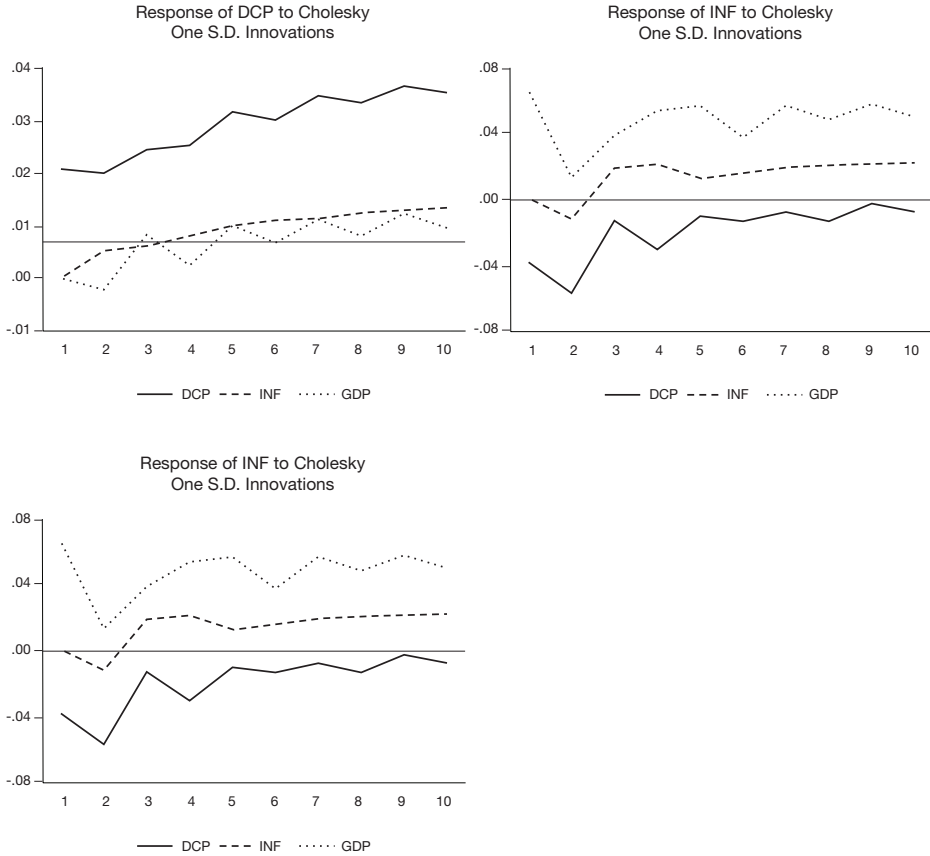 Response of DCP to Cholesky
One S.D. Innovations
.04
.03
.02
.01
.00
-.01
1 2 3 4 5 6 7 8 9 10
DCP INF GDP
Response of INF to Cholesky
One S.D. Innovations
.08
.04
.00
-.04
-.08
1 2 3 4 5 6 7 8 9 10
DCP INF GDP
Response of INF to Cholesky
One S.D. Innovations
.08
.04
.00
-.04
-.08
1 2 3 4 5 6 7 8 9 10
DCP INF GDP